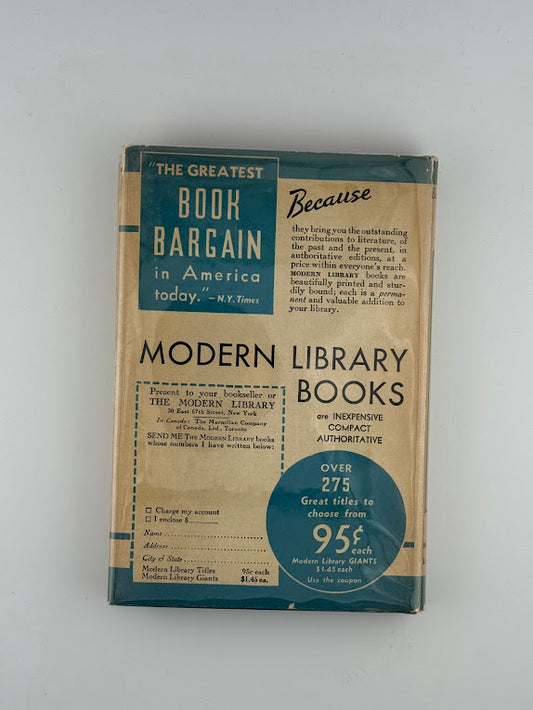 "THE GREATEST
BOOK
BARGAIN
in America
today."—N.Y. Times
Because
they bring you the outstanding
contributions to literature, of
the past and the present, in
authoritative editions, at a
price within everyone's reach.
MODERN LIBRARY books are
beautifully printed and stur-
dily bound; each is a perma-
nent and valuable addition to
your library.
MODERN LIBRARY
BOOKS
are INEXPENSIVE
COMPACT
AUTHORITATIVE
Present to your bookseller or
THE MODERN LIBRARY
20 East 57th Street, New York
In Canada: The Macmillan Company
of Canada, Ltd., Toronto
SEND ME The Modern Library books
whose numbers I have written below:
☐ Charge my account
☐ I enclose $
Name
Address
City & State
Modern Library Titles 95c each
Modern Library Giants $1.45 ea.
OVER
275
Great titles to
choose from
95¢
each
Modern Library GIANTS
$1.45 each
Use the coupon